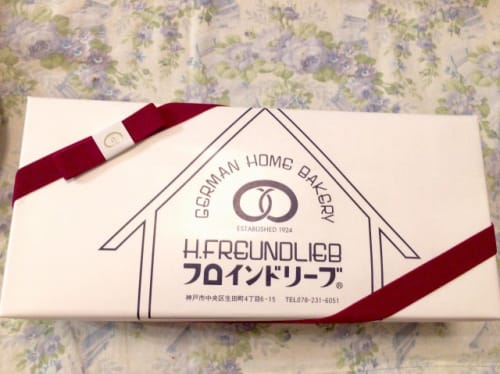 GERMAN HOME BAKERY
ESTABLISHED 1924
H.FREUNDLIEB
フロインドリーブ®
神戸市中央区生田町4丁目6-15 TEL078-231-6051